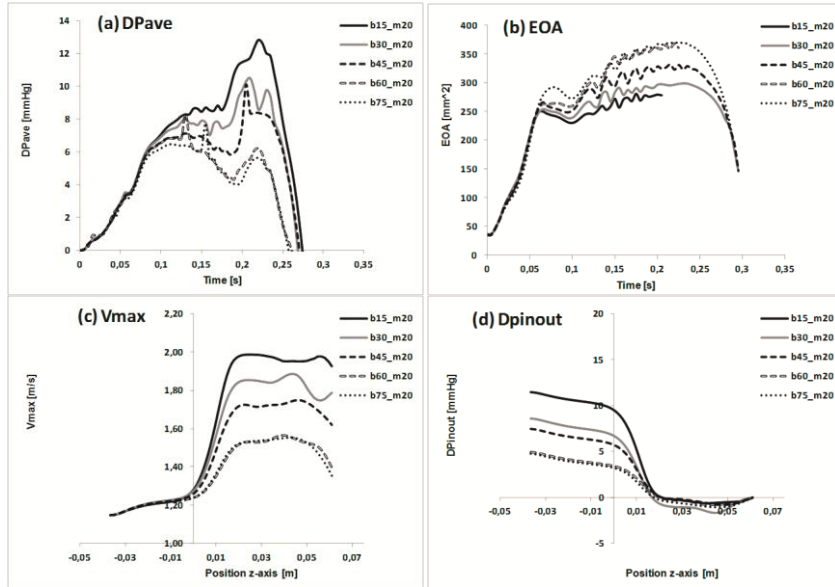 (a) DPave
b15_m20
b30_m20
b45_m20
b60_m20
b75_m20
DPave [mmHg]
14
12
10
8
6
4
2
0
0 0,05 0,1 0,15 0,2 0,25 0,3 0,35
Time [s]
(b) EOA
b15_m20
b30_m20
b45_m20
b60_m20
b75_m20
EOA [mm^2]
400
350
300
250
200
150
100
50
0
0 0,05 0,1 0,15 0,2 0,25 0,3 0,35
Time [s]
(c) Vmax
b15_m20
b30_m20
b45_m20
b60_m20
b75_m20
Vmax [m/s]
2,20
2,00
1,80
1,60
1,40
1,20
1,00
-0,05 -0,03 -0,01 0,01 0,03 0,05 0,07
Position z-axis [m]
(d) Dpinout
b15_m20
b30_m20
b45_m20
b60_m20
b75_m20
DPinout [mmHg]
20
15
10
5
0
-5
-0,05 -0,03 -0,01 0,01 0,03 0,05 0,07
Position z-axis [m]